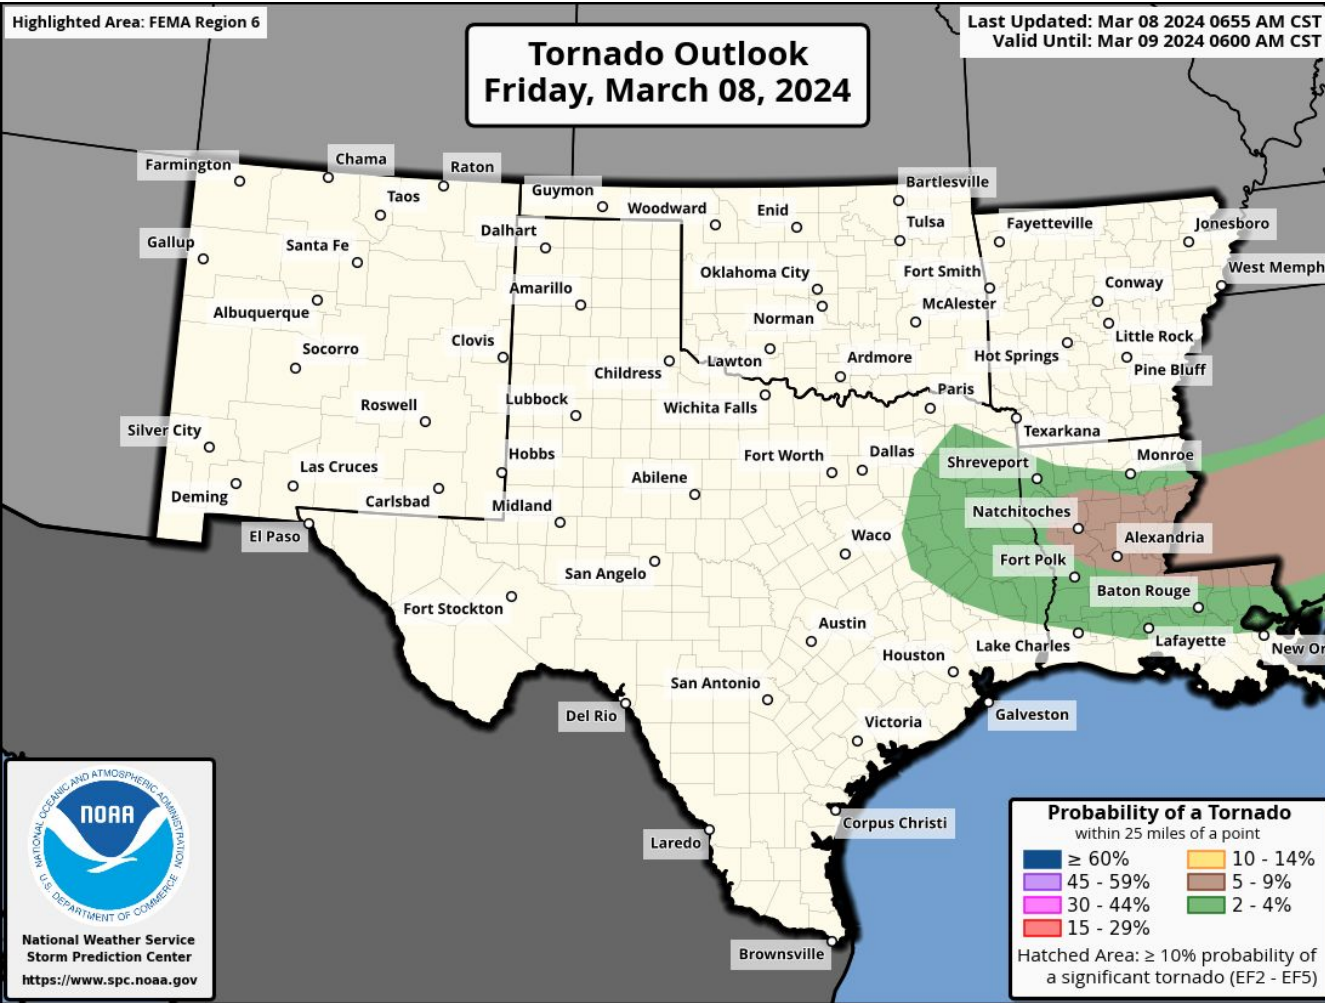 Highlighted Area: FEMA Region 6
Last Updated: Mar 08 2024 0655 AM CST
Valid Until: Mar 09 2024 0600 AM CST
Tornado Outlook
Friday, March 08, 2024
Farmington
Chama
Raton
Taos
Guymon
Woodward
Enid
Bartlesville
Tulsa
Fayetteville
Jonesboro
Gallup
Santa Fe
Dalhart
Oklahoma City
Fort Smith
West Memph
Amarillo
Conway
Albuquerque
Norman
McAlester
Socorro
Clovis
Little Rock
Childress
Lawton
Ardmore
Hot Springs
Pine Bluff
Roswell
Lubbock
Wichita Falls
Paris
Silver City
Texarkana
Las Cruces
Hobbs
Fort Worth
Dallas
Shreveport
Monroe
Deming
Carlsbad
Midland
Abilene
Natchitoches
El Paso
Waco
Alexandria
San Angelo
Fort Polk
Fort Stockton
Baton Rouge
Austin
Lake Charles
Lafayette
New Or
Houston
San Antonio
Del Rio
Victoria
Galveston
Corpus Christi
Laredo
Brownsville
NATIONAL OCEANIC AND ATMOSPHERIC ADMINISTRATION
NOAA
U.S. DEPARTMENT OF COMMERCE
National Weather Service
Storm Prediction Center
https://www.spc.noaa.gov
Probability of a Tornado
within 25 miles of a point
≥ 60%
45 - 59%
30 - 44%
15 - 29%
10 - 14%
5 - 9%
2 - 4%
Hatched Area: ≥ 10% probability of
a significant tornado (EF2 - EF5)